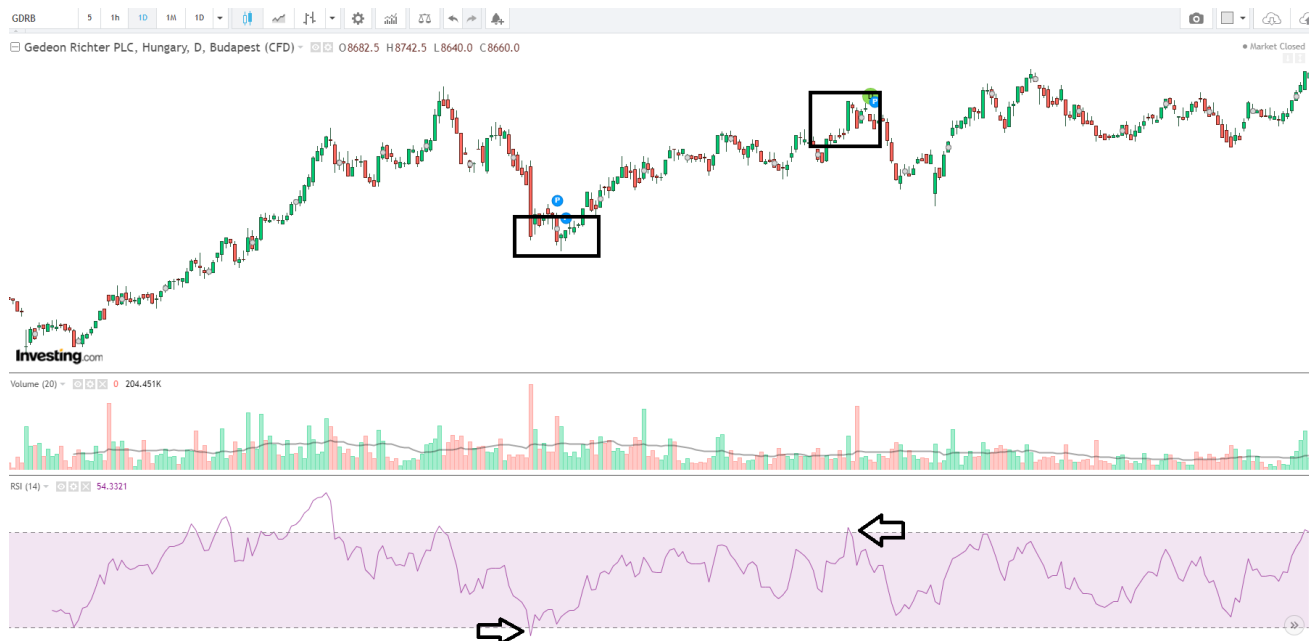 GDRB 5 1h 1D 1M 1D
Gedeon Richter PLC, Hungary, D, Budapest (CFD) O8682.5 H8742.5 L8640.0 C8660.0
Market Closed
P
P
P
Investing.com
Volume (20) 0 204.451K
RSI (14) 54.3321